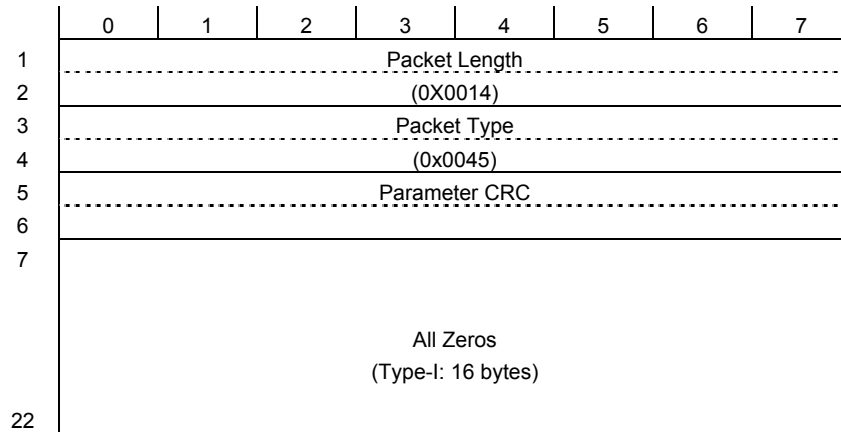 0 1 2 3 4 5 6 7
1 Packet Length
2 (0X0014)
3 Packet Type
4 (0x0045)
5 Parameter CRC
6
7
All Zeros
(Type-I: 16 bytes)
22